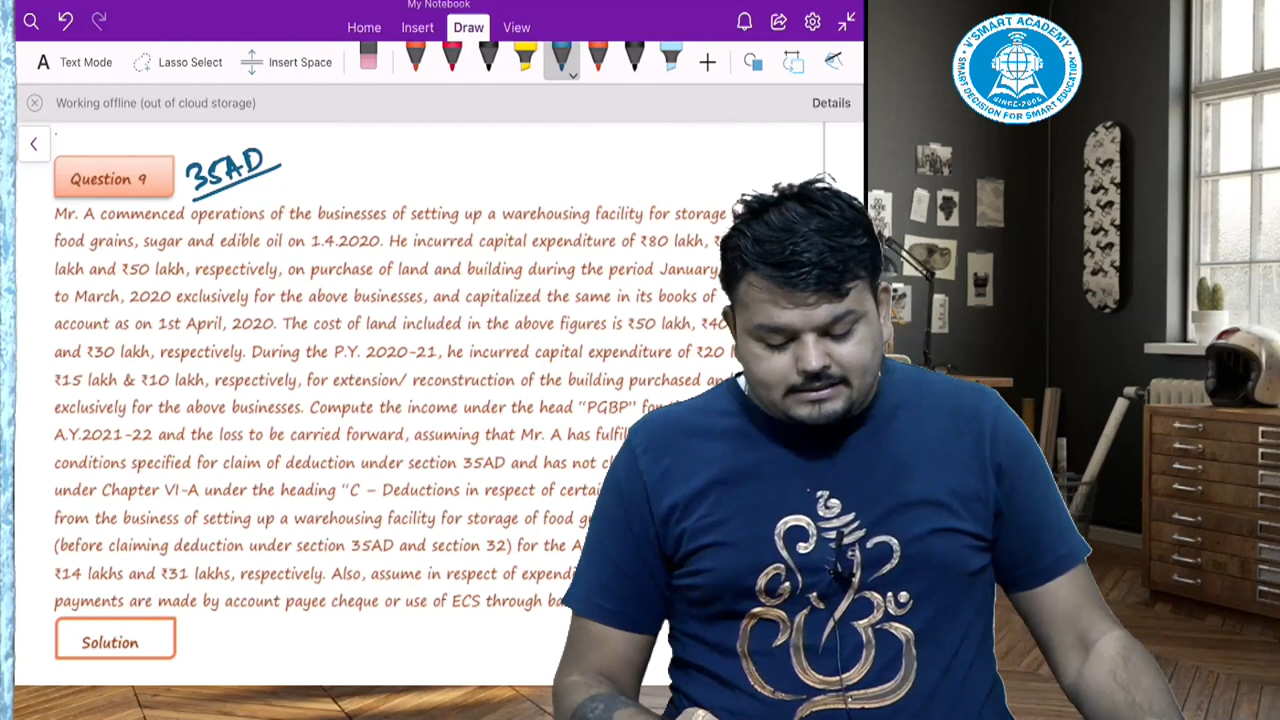 My Notebook
Home Insert Draw View
Text Mode Lasso Select Insert Space
Working offline (out of cloud storage) Details
Question 9 35AD
Mr. A commenced operations of the businesses of setting up a warehousing facility for storage
food grains, sugar and edible oil on 1.4.2020. He incurred capital expenditure of ₹80 lakh,
lakh and ₹50 lakh, respectively, on purchase of land and building during the period January,
to March, 2020 exclusively for the above businesses, and capitalized the same in its books of
account as on 1st April, 2020. The cost of land included in the above figures is ₹50 lakh, ₹40
and ₹30 lakh, respectively. During the P.Y. 2020-21, he incurred capital expenditure of ₹20
₹15 lakh & ₹10 lakh, respectively, for extension/ reconstruction of the building purchased and
exclusively for the above businesses. Compute the income under the head "PGBP"
A.Y.2021-22 and the loss to be carried forward, assuming that Mr. A has
conditions specified for claim of deduction under section 35AD and has not
under Chapter VI-A under the heading "C – Deductions in respect of
from the business of setting up a warehousing facility for storage of food
(before claiming deduction under section 35AD and section 32) for the
₹14 lakhs and ₹31 lakhs, respectively. Also, assume in respect of
payments are made by account payee cheque or use of ECS through
Solution
V'SMART ACADEMY
SINCE-2000
SMART DECISION FOR SMART EDUCATION